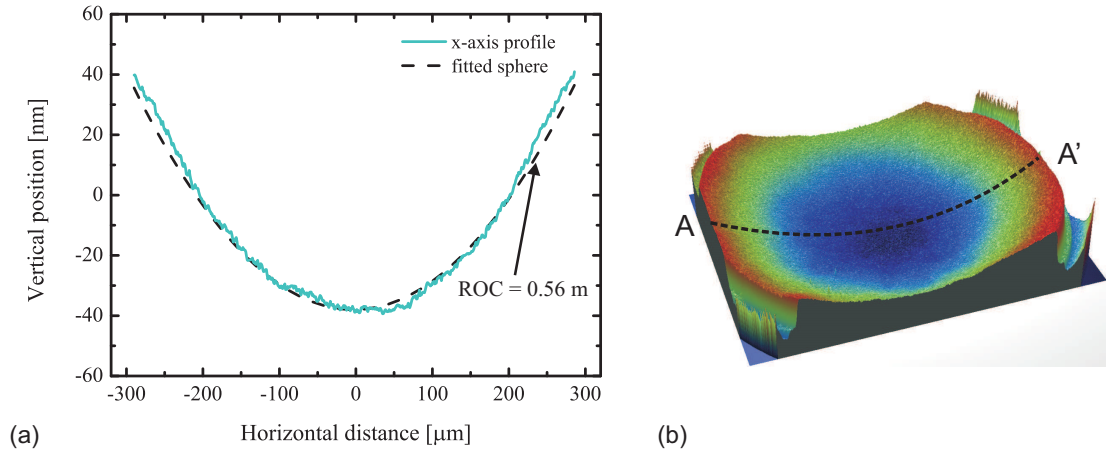 60
40
20
0
-20
-40
-60
-300 -200 -100 0 100 200 300
Vertical position [nm]
Horizontal distance [μm]
x-axis profile
fitted sphere
ROC = 0.56 m
(a)
A
A'
(b)